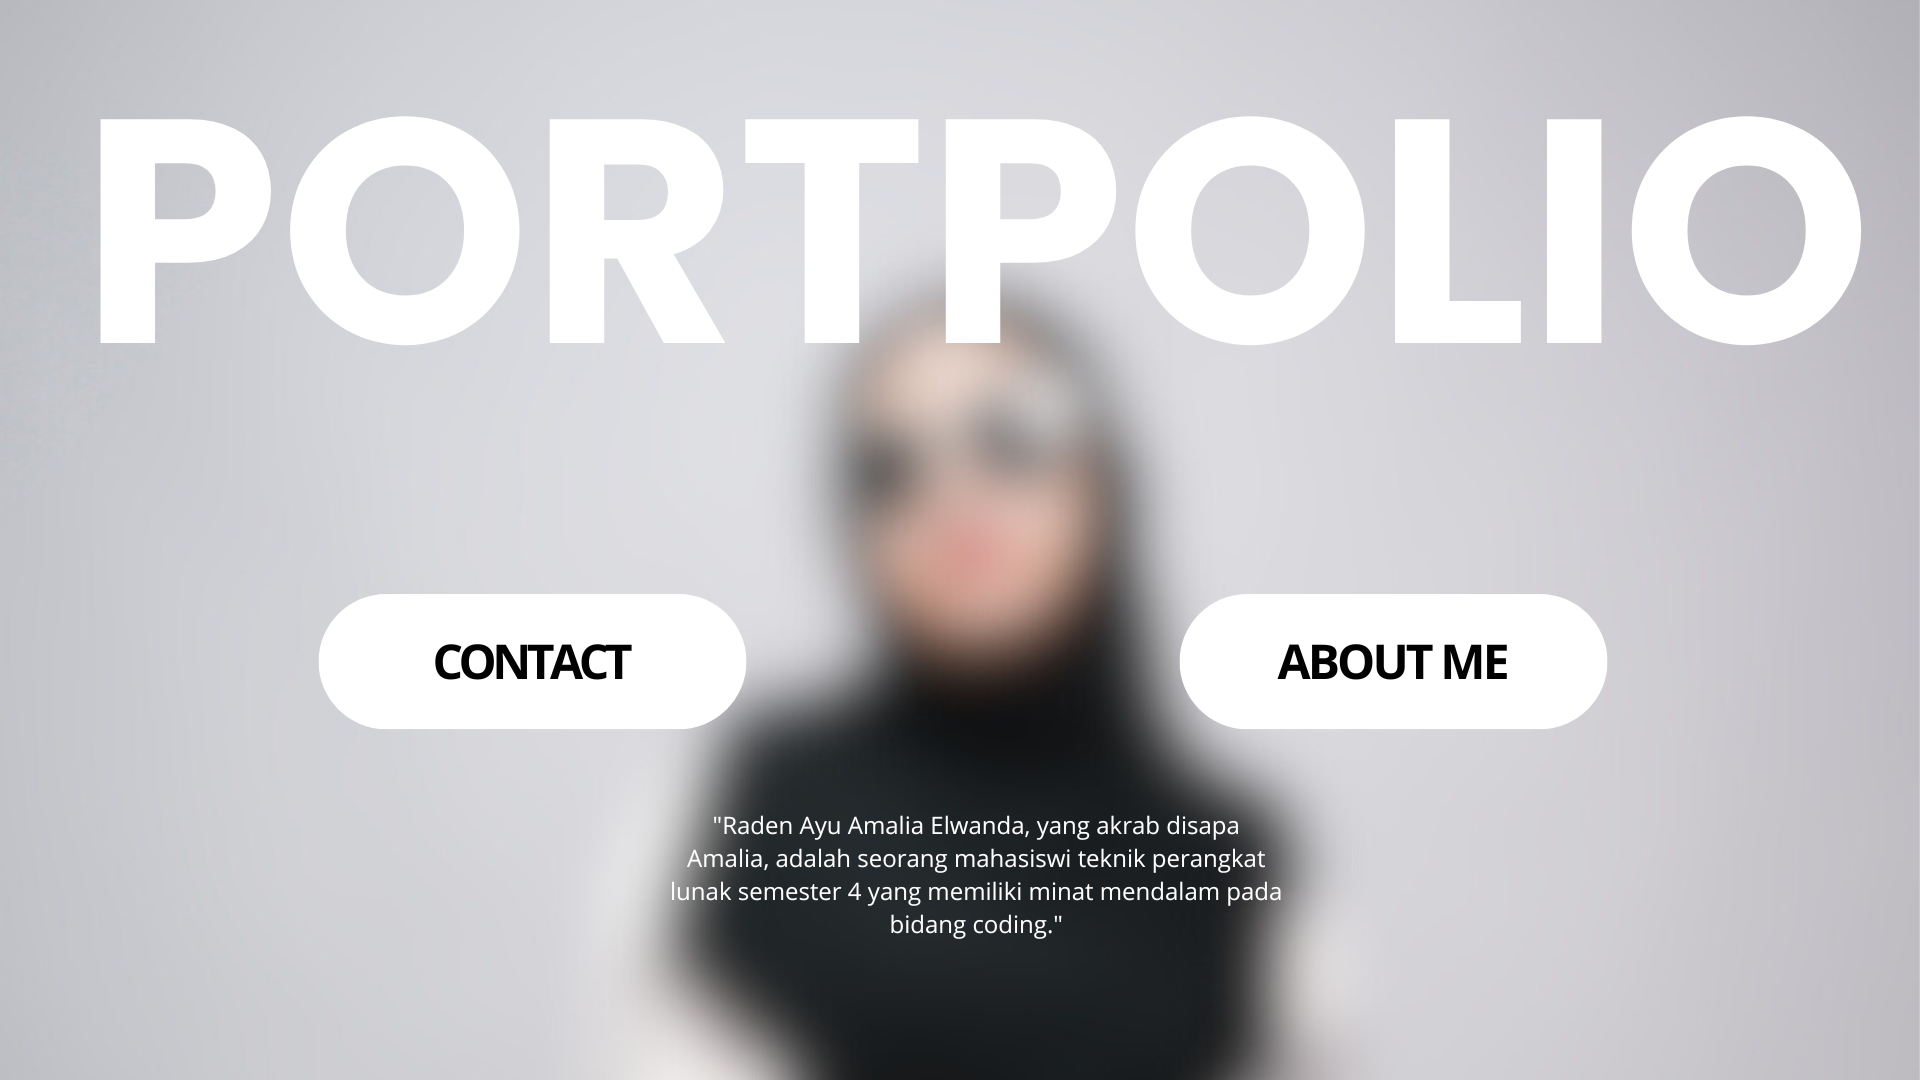 PORTPOLIO
CONTACT
ABOUT ME
"Raden Ayu Amalia Elwanda, yang akrab disapa
Amalia, adalah seorang mahasiswi teknik perangkat
lunak semester 4 yang memiliki minat mendalam pada
bidang coding."